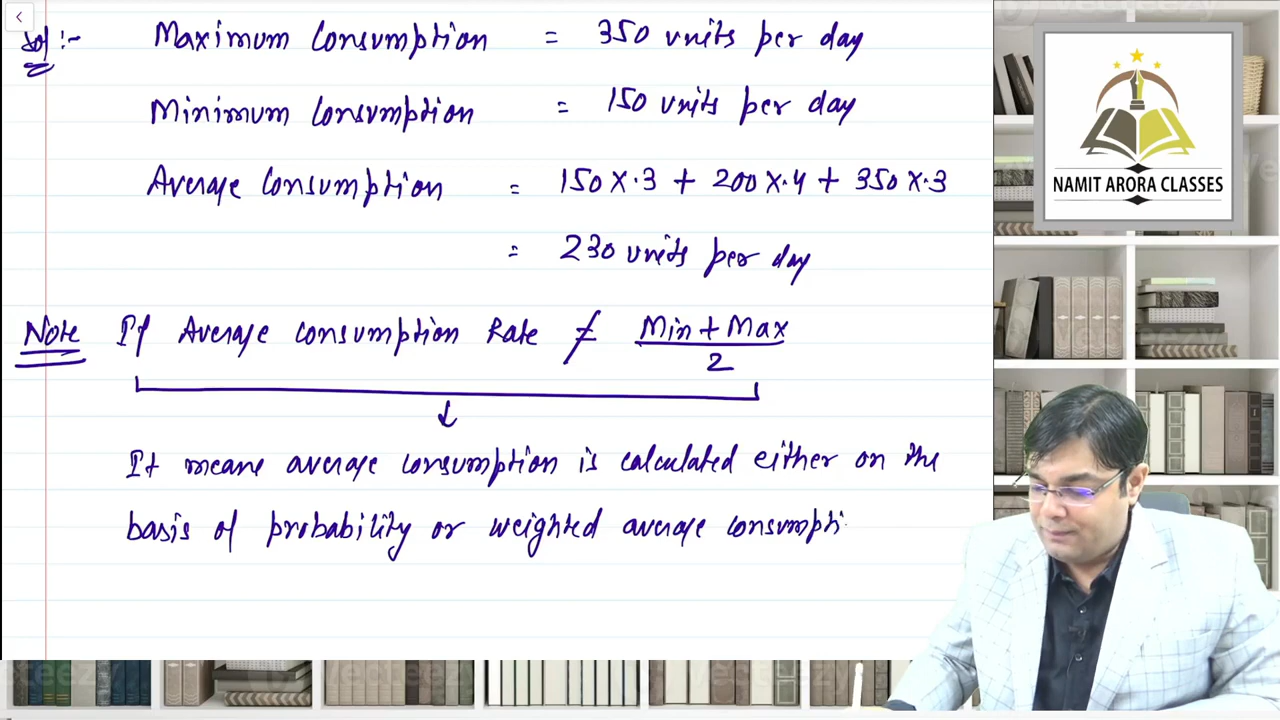 Sol :- Maximum Consumption = 350 units per day
Minimum Consumption = 150 units per day
Average Consumption = 150 X .3 + 200 X .4 + 350 X .3
= 230 units per day
Note If Average consumption Rate ≠ Min + Max / 2
It means average consumption is calculated either on the
basis of probability or weighted average consumpti
NAMIT ARORA CLASSES